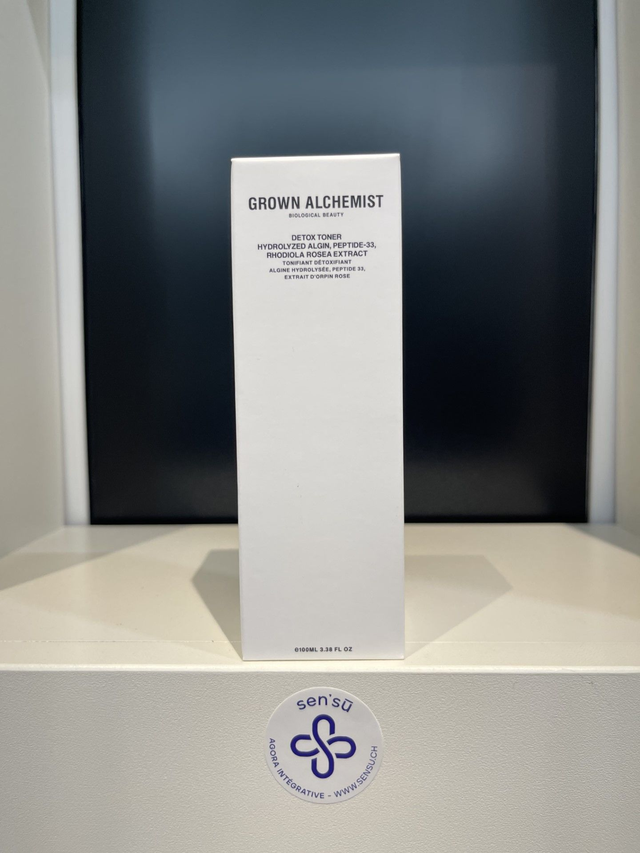 GROWN ALCHEMIST
BIOLOGICAL BEAUTY
DETOX TONER
HYDROLYZED ALGIN, PEPTIDE-33,
RHODIOLA ROSEA EXTRACT
TONIFIANT DÉTOXIFIANT
ALGINE HYDROLYSÉE, PEPTIDE 33,
EXTRAIT D'ORPIN ROSE
℮100ML 3.38 FL OZ
sen'sū
AGORA INTÉGRATIVE - WWW.SENSU.CH